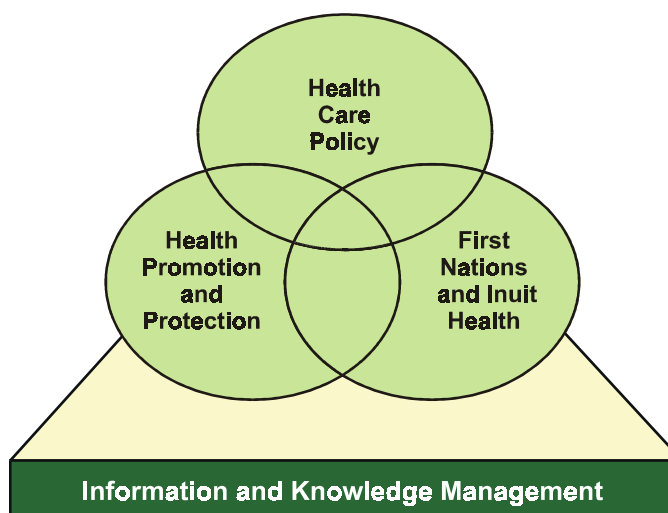 Health
Care
Policy
Health
Promotion
and
Protection
First
Nations
and Inuit
Health
Information and Knowledge Management